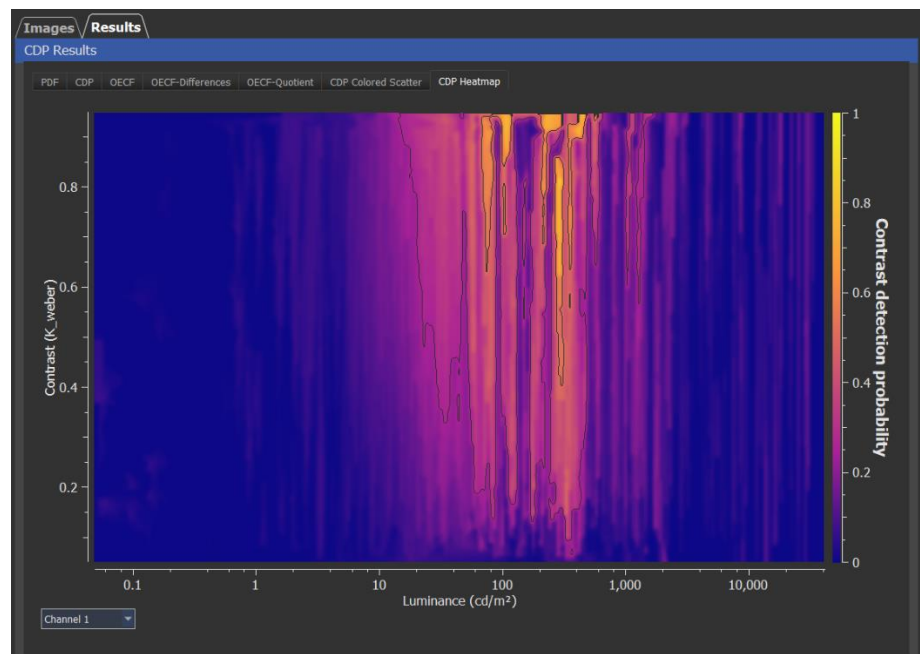 Images Results
CDP Results
PDF CDP OECF OECF-Differences OECF-Quotient CDP Colored Scatter CDP Heatmap
Contrast (K_weber)
0.8
0.6
0.4
0.2
0.1 1 10 100 1,000 10,000
Luminance (cd/m²)
1
0.8
0.6
0.4
0.2
0
Contrast detection probability
Channel 1